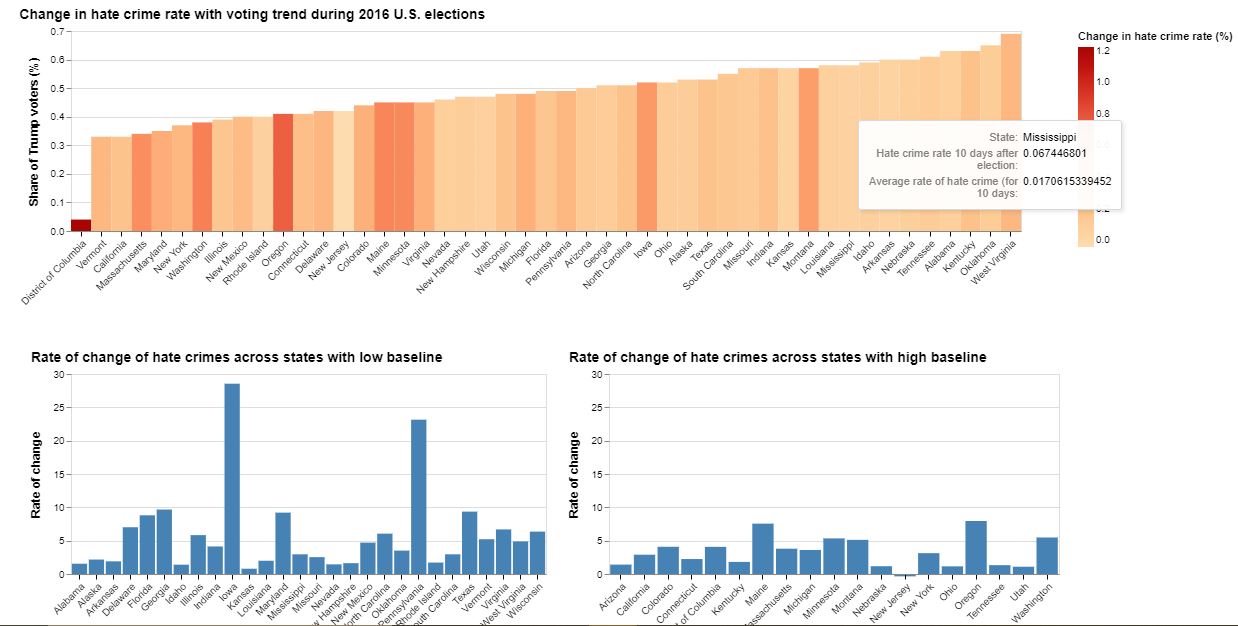 Change in hate crime rate with voting trend during 2016 U.S. elections
Change in hate crime rate (%)
Share of Trump voters (%)
0.7
0.6
0.5
0.4
0.3
0.2
0.1
0.0
1.2
1.0
0.8
0.0
State: Mississippi
Hate crime rate 10 days after 0.067446801
election:
Average rate of hate crime (for 0.0170615339452
10 days:
District of Columbia
Vermont
California
Massachusetts
Maryland
New York
Washington
Illinois
New Mexico
Rhode Island
Oregon
Connecticut
Delaware
New Jersey
Colorado
Maine
Minnesota
Virginia
Nevada
New Hampshire
Utah
Wisconsin
Michigan
Florida
Pennsylvania
Arizona
Georgia
North Carolina
Iowa
Ohio
Alaska
Texas
South Carolina
Missouri
Indiana
Kansas
Montana
Louisiana
Mississippi
Idaho
Arkansas
Nebraska
Tennessee
Alabama
Kentucky
Oklahoma
West Virginia
Rate of change of hate crimes across states with low baseline
Rate of change
30
25
20
15
10
5
0
Alabama
Alaska
Arkansas
Delaware
Florida
Georgia
Idaho
Illinois
Indiana
Iowa
Kansas
Louisiana
Maryland
Mississippi
Missouri
Nevada
w Hampshire
New Mexico
orth Carolina
Oklahoma
Pennsylvania
Rhode Island
outh Carolina
Texas
Vermont
Virginia
West Virginia
Wisconsin
Rate of change of hate crimes across states with high baseline
Rate of change
30
25
20
15
10
5
0
Arizona
California
Colorado
Connecticut
t of Columbia
Kentucky
Maine
assachusetts
Michigan
Minnesota
Montana
Nebraska
New Jersey
New York
Ohio
Oregon
Tennessee
Utah
Washington